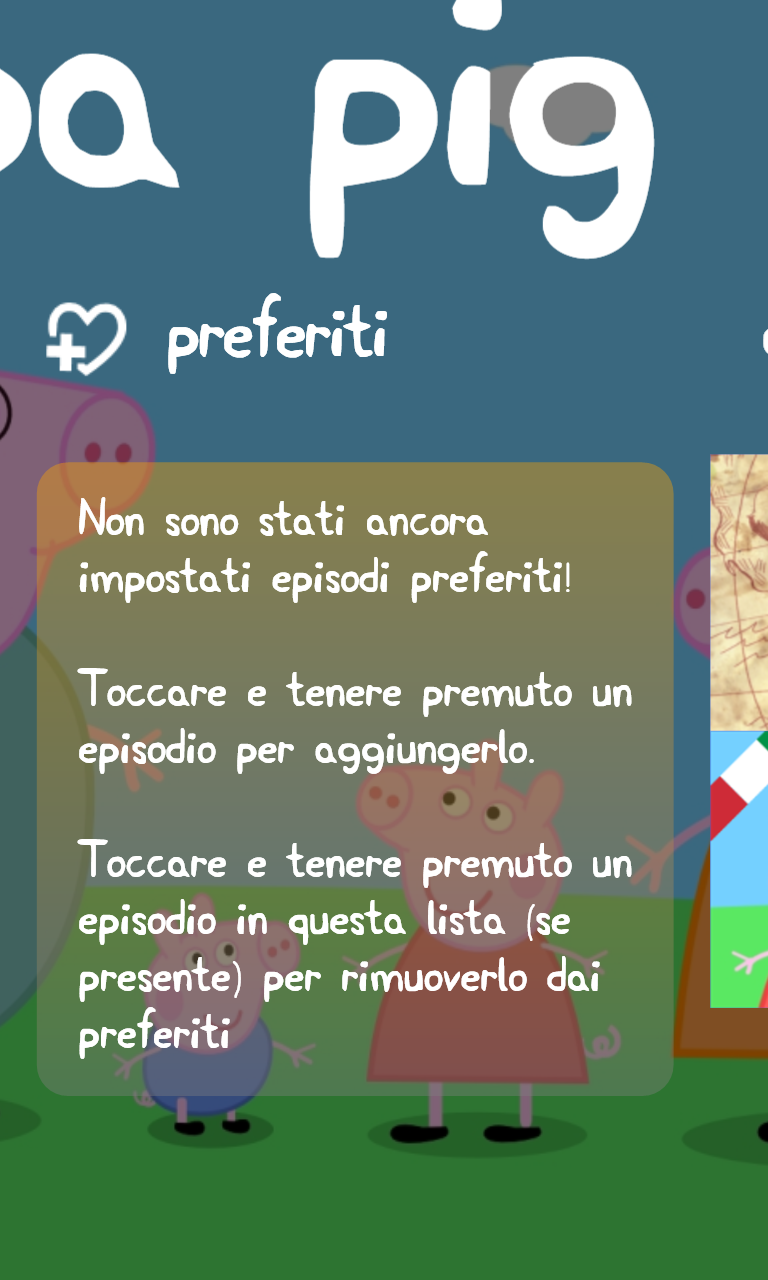 pa pig
preferiti
Non sono stati ancora
impostati episodi preferiti!
Toccare e tenere premuto un
episodio per aggiungerlo.
Toccare e tenere premuto un
episodio in questa lista (se
presente) per rimuoverlo dai
preferiti